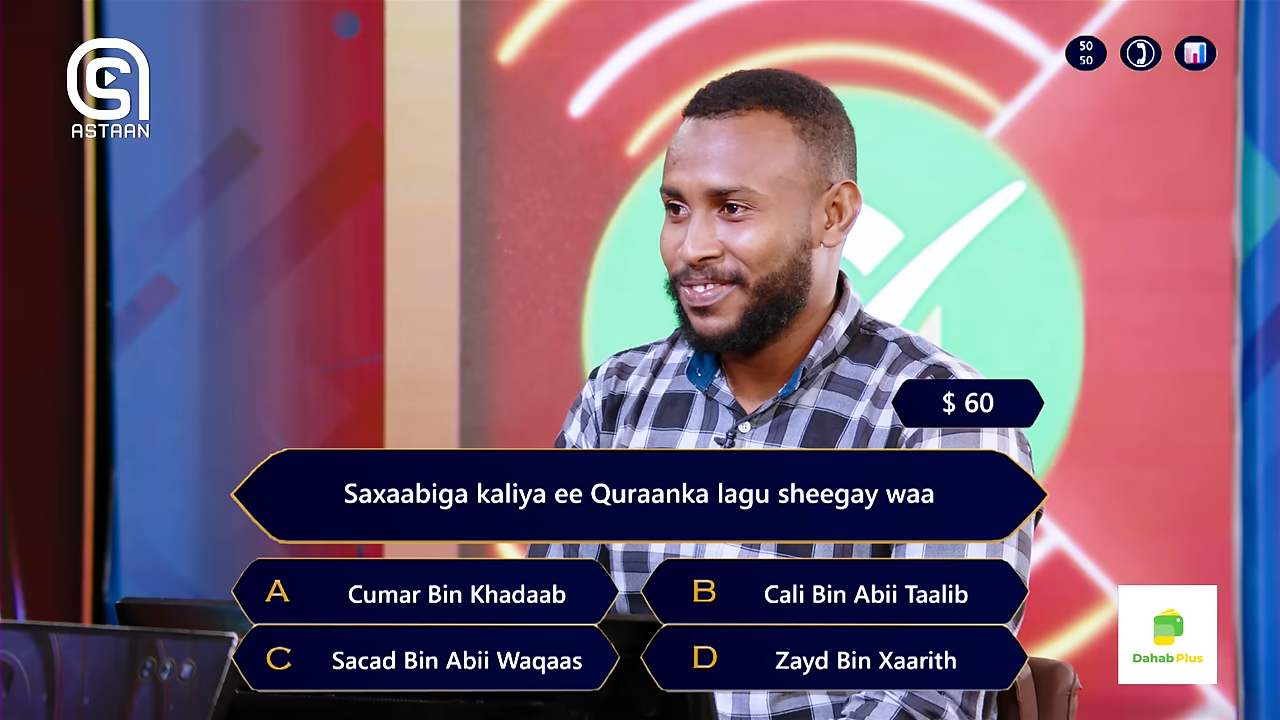 ASTAAN
50
50
$ 60
Saxaabiga kaliya ee Quraanka lagu sheegay waa
A Cumar Bin Khadaab
B Cali Bin Abii Taalib
C Sacad Bin Abii Waqaas
D Zayd Bin Xaarith
Dahab Plus